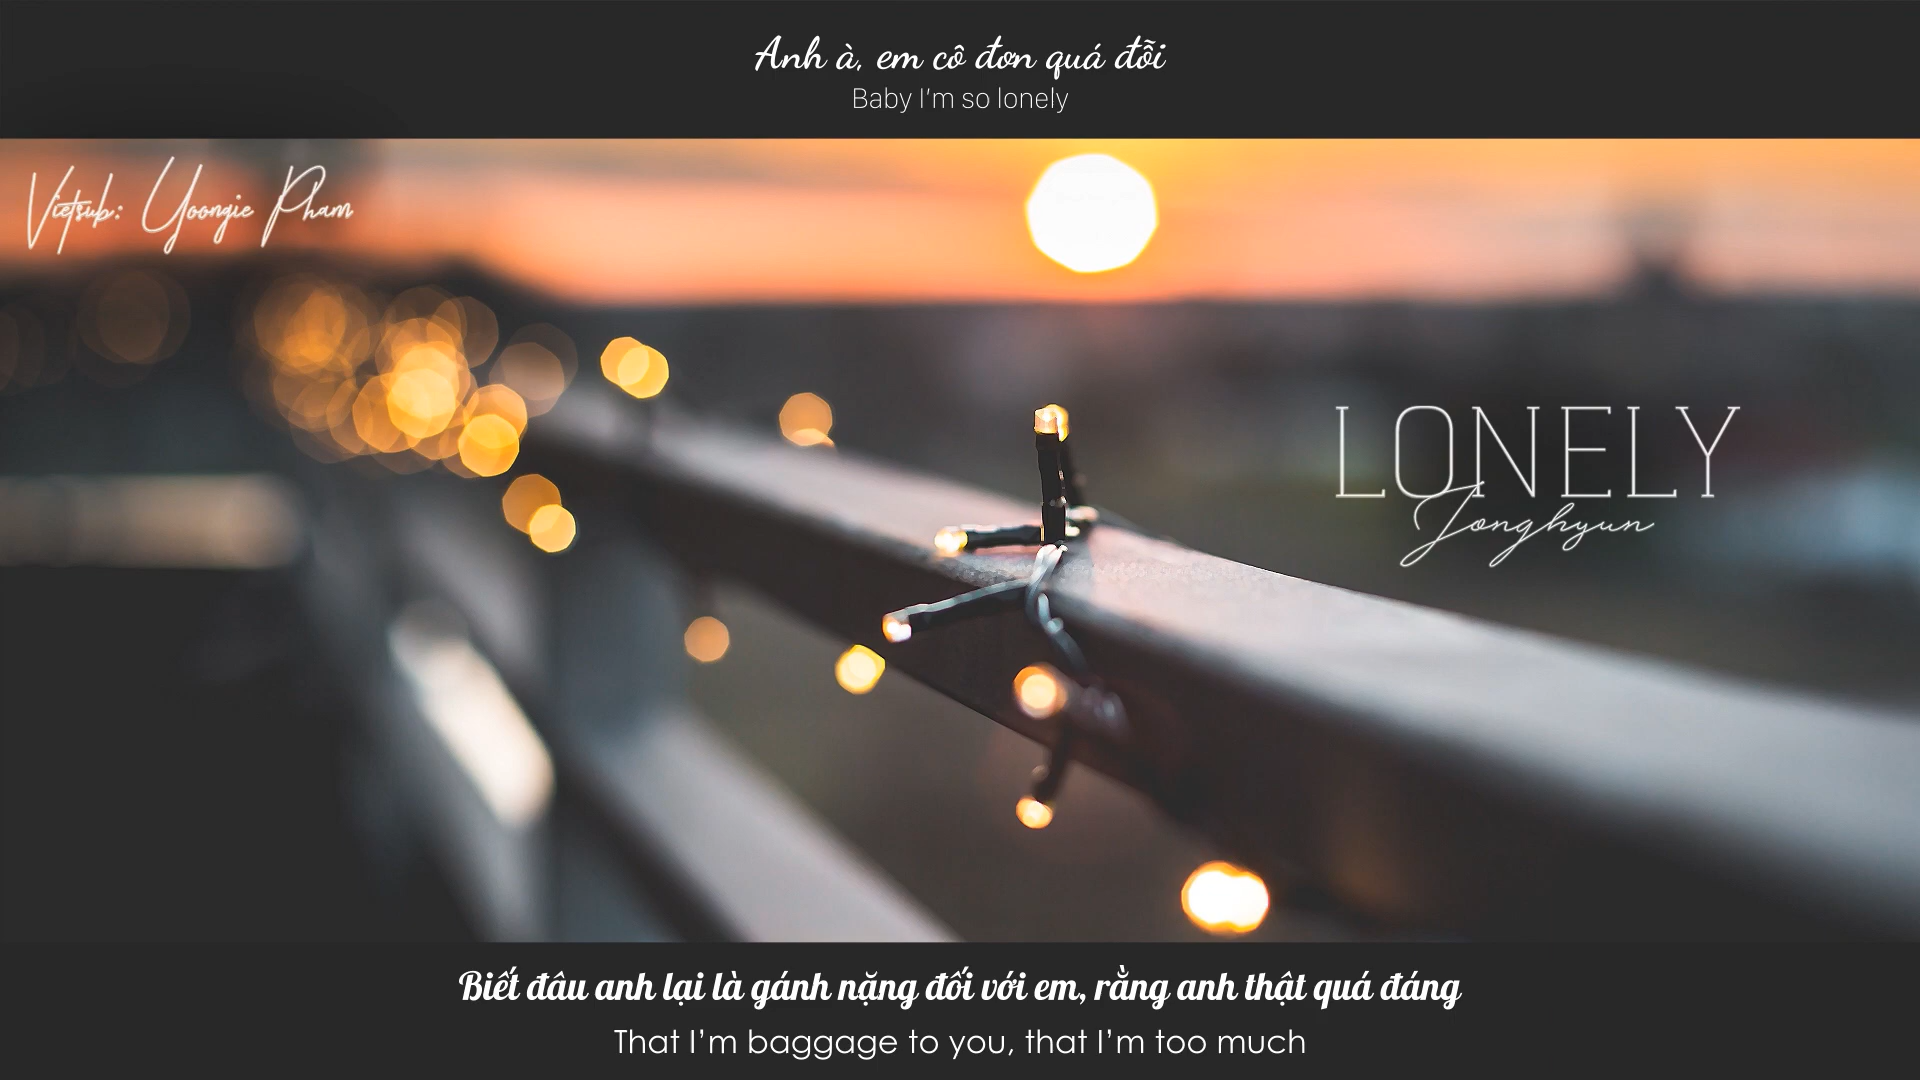 Anh à, em cô đơn quá đỗi
Baby I'm so lonely
Vietsub: Yoongie Pham
LONELY
Jonghyun
Biết đâu anh lại là gánh nặng đối với em, rằng anh thật quá đáng
That I'm baggage to you, that I'm too much